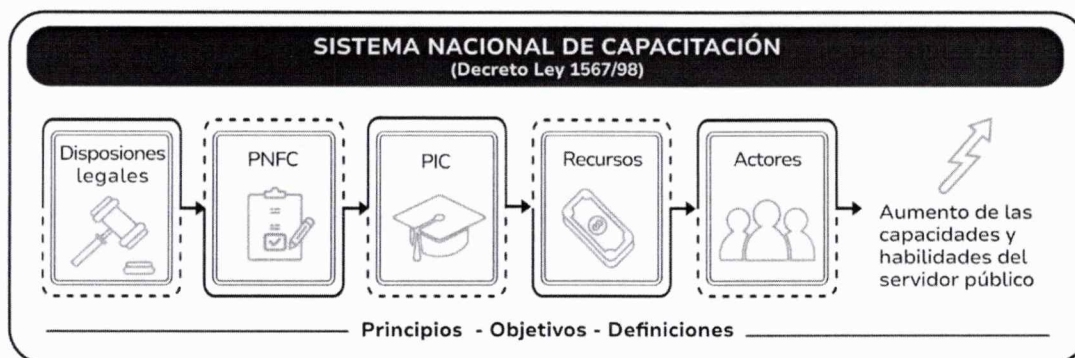 SISTEMA NACIONAL DE CAPACITACIÓN
(Decreto Ley 1567/98)
Disposiones
legales
PNFC
PIC
Recursos
Actores
Aumento de las
capacidades y
habilidades del
servidor público
Principios - Objetivos - Definiciones